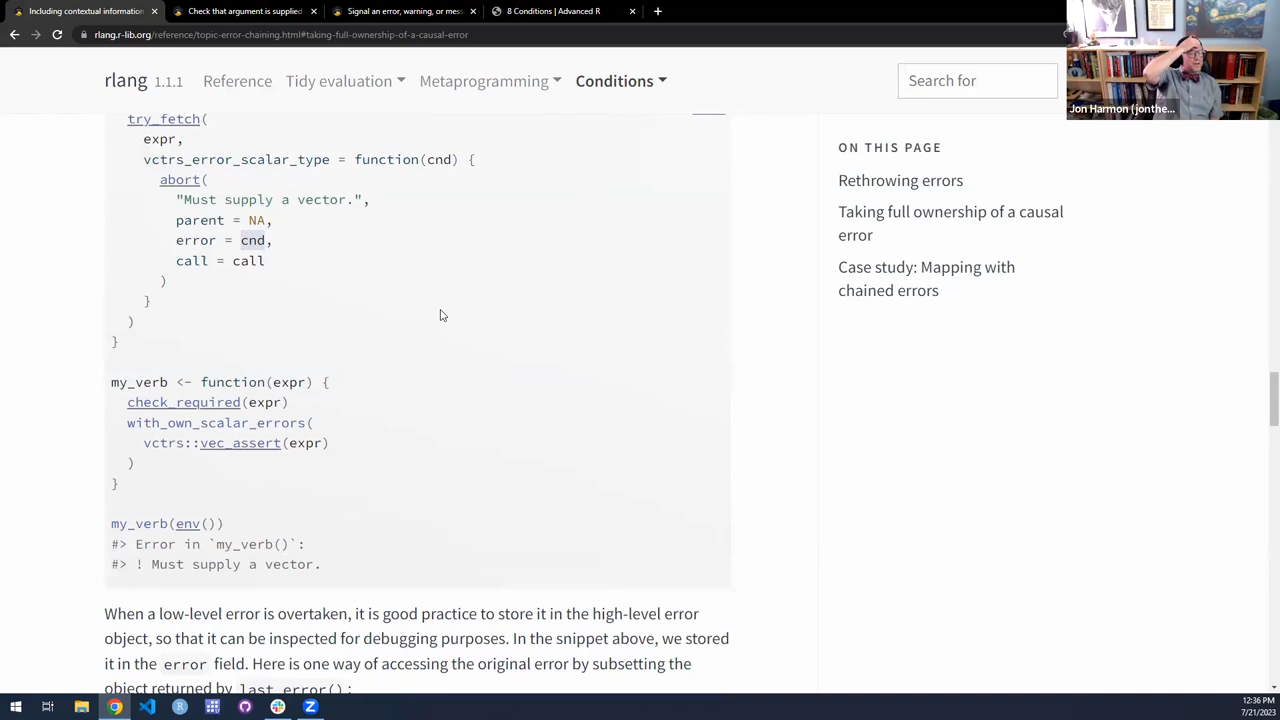 Including contextual information
Check that argument is supplied
Signal an error, warning, or mes
8 Conditions | Advanced R
rlang.r-lib.org/reference/topic-error-chaining.html#taking-full-ownership-of-a-causal-error
Jon Harmon (jonthe...
rlang 1.1.1 Reference Tidy evaluation Metaprogramming Conditions
Search for
try_fetch(
expr,
vctrs_error_scalar_type = function(cnd) {
abort(
"Must supply a vector.",
parent = NA,
error = cnd,
call = call
)
}
)
}
my_verb <- function(expr) {
check_required(expr)
with_own_scalar_errors(
vctrs::vec_assert(expr)
)
}
my_verb(env())
#> Error in `my_verb()`:
#> ! Must supply a vector.
When a low-level error is overtaken, it is good practice to store it in the high-level error
object, so that it can be inspected for debugging purposes. In the snippet above, we stored
it in the error field. Here is one way of accessing the original error by subsetting the
object returned by last_error():
ON THIS PAGE
Rethrowing errors
Taking full ownership of a causal
error
Case study: Mapping with
chained errors
12:36 PM
7/21/2023